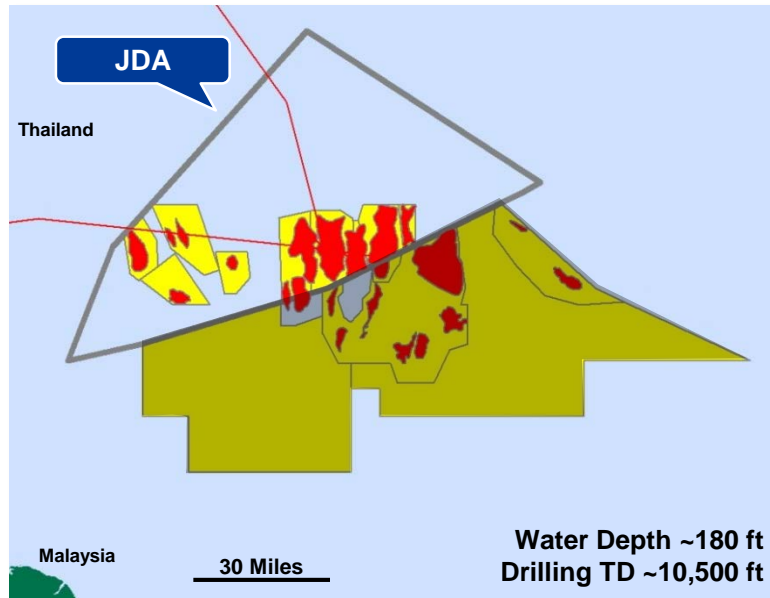 JDA
Thailand
Malaysia
30 Miles
Water Depth ~180 ft
Drilling TD ~10,500 ft